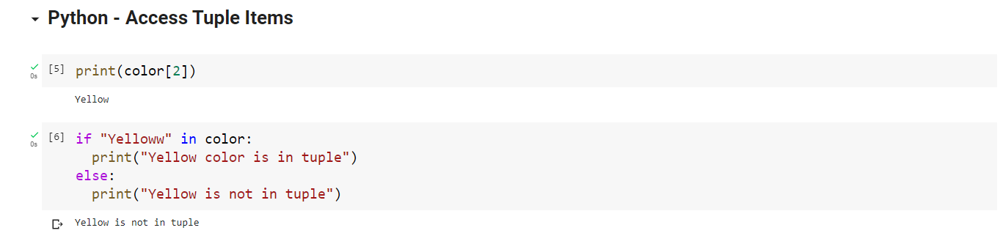 Python - Access Tuple Items
[5] print(color[2])
0s
Yellow
[6] if "Yelloww" in color:
0s
print("Yellow color is in tuple")
else:
print("Yellow is not in tuple")
Yellow is not in tuple